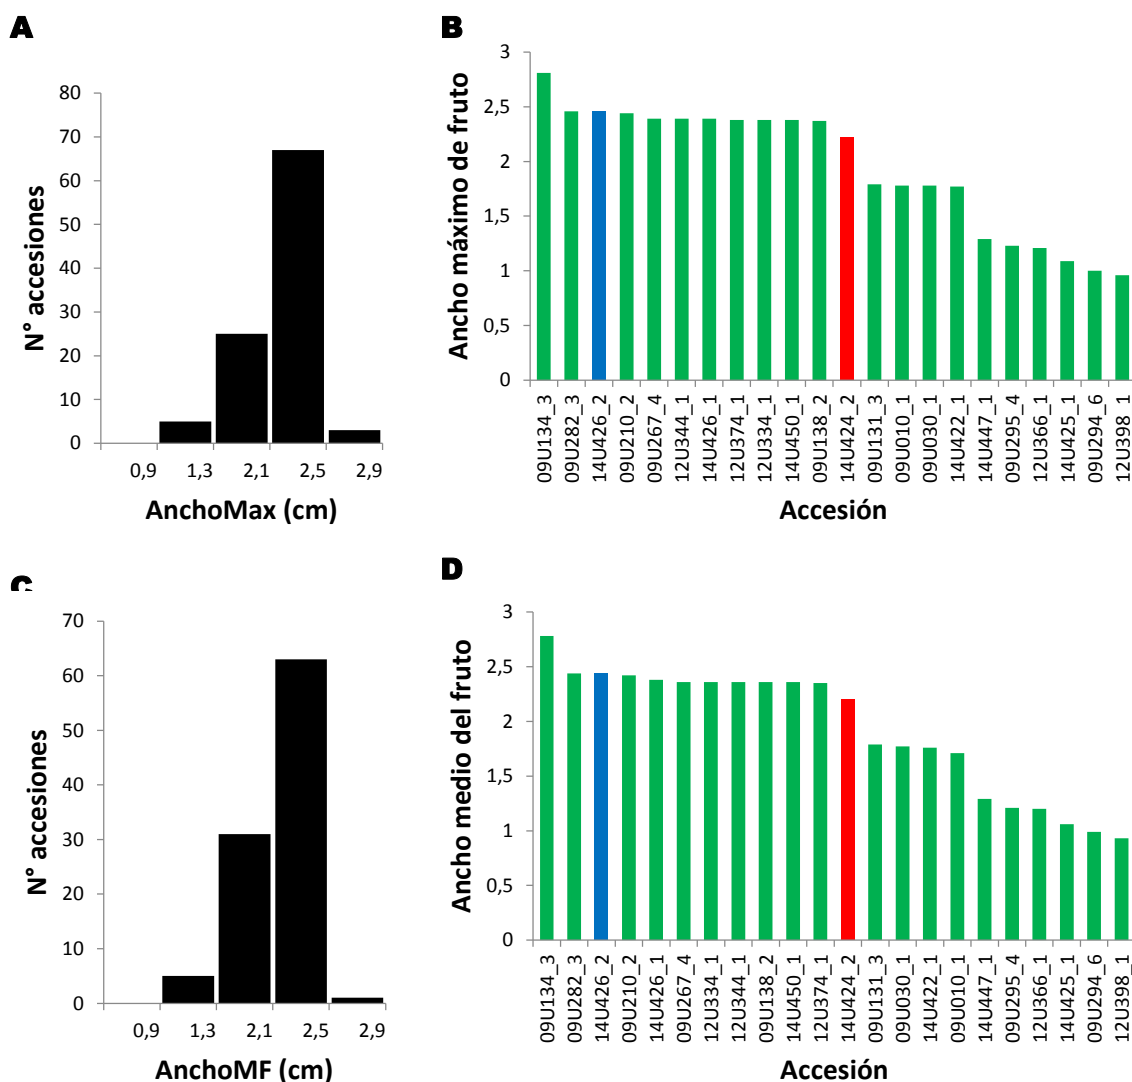 A
80
70
60
50
40
30
20
10
0
N° accesiones
0,9 1,3 2,1 2,5 2,9
AnchoMax (cm)
B
3
2,5
2
1,5
1
0,5
0
Ancho máximo de fruto
09U134_3
09U282_3
14U426_2
09U210_2
09U267_4
12U344_1
14U426_1
12U374_1
12U334_1
14U450_1
09U138_2
14U424_2
09U131_3
09U010_1
09U030_1
14U422_1
14U447_1
09U295_4
12U366_1
14U425_1
09U294_6
12U398_1
Accesión
C
70
60
50
40
30
20
10
0
N° accesiones
0,9 1,3 2,1 2,5 2,9
AnchoMF (cm)
D
3
2,5
2
1,5
1
0,5
0
Ancho medio del fruto
09U134_3
09U282_3
14U426_2
09U210_2
14U426_1
09U267_4
12U334_1
12U344_1
09U138_2
14U450_1
12U374_1
14U424_2
09U131_3
09U030_1
14U422_1
09U010_1
14U447_1
09U295_4
12U366_1
14U425_1
09U294_6
12U398_1
Accesión